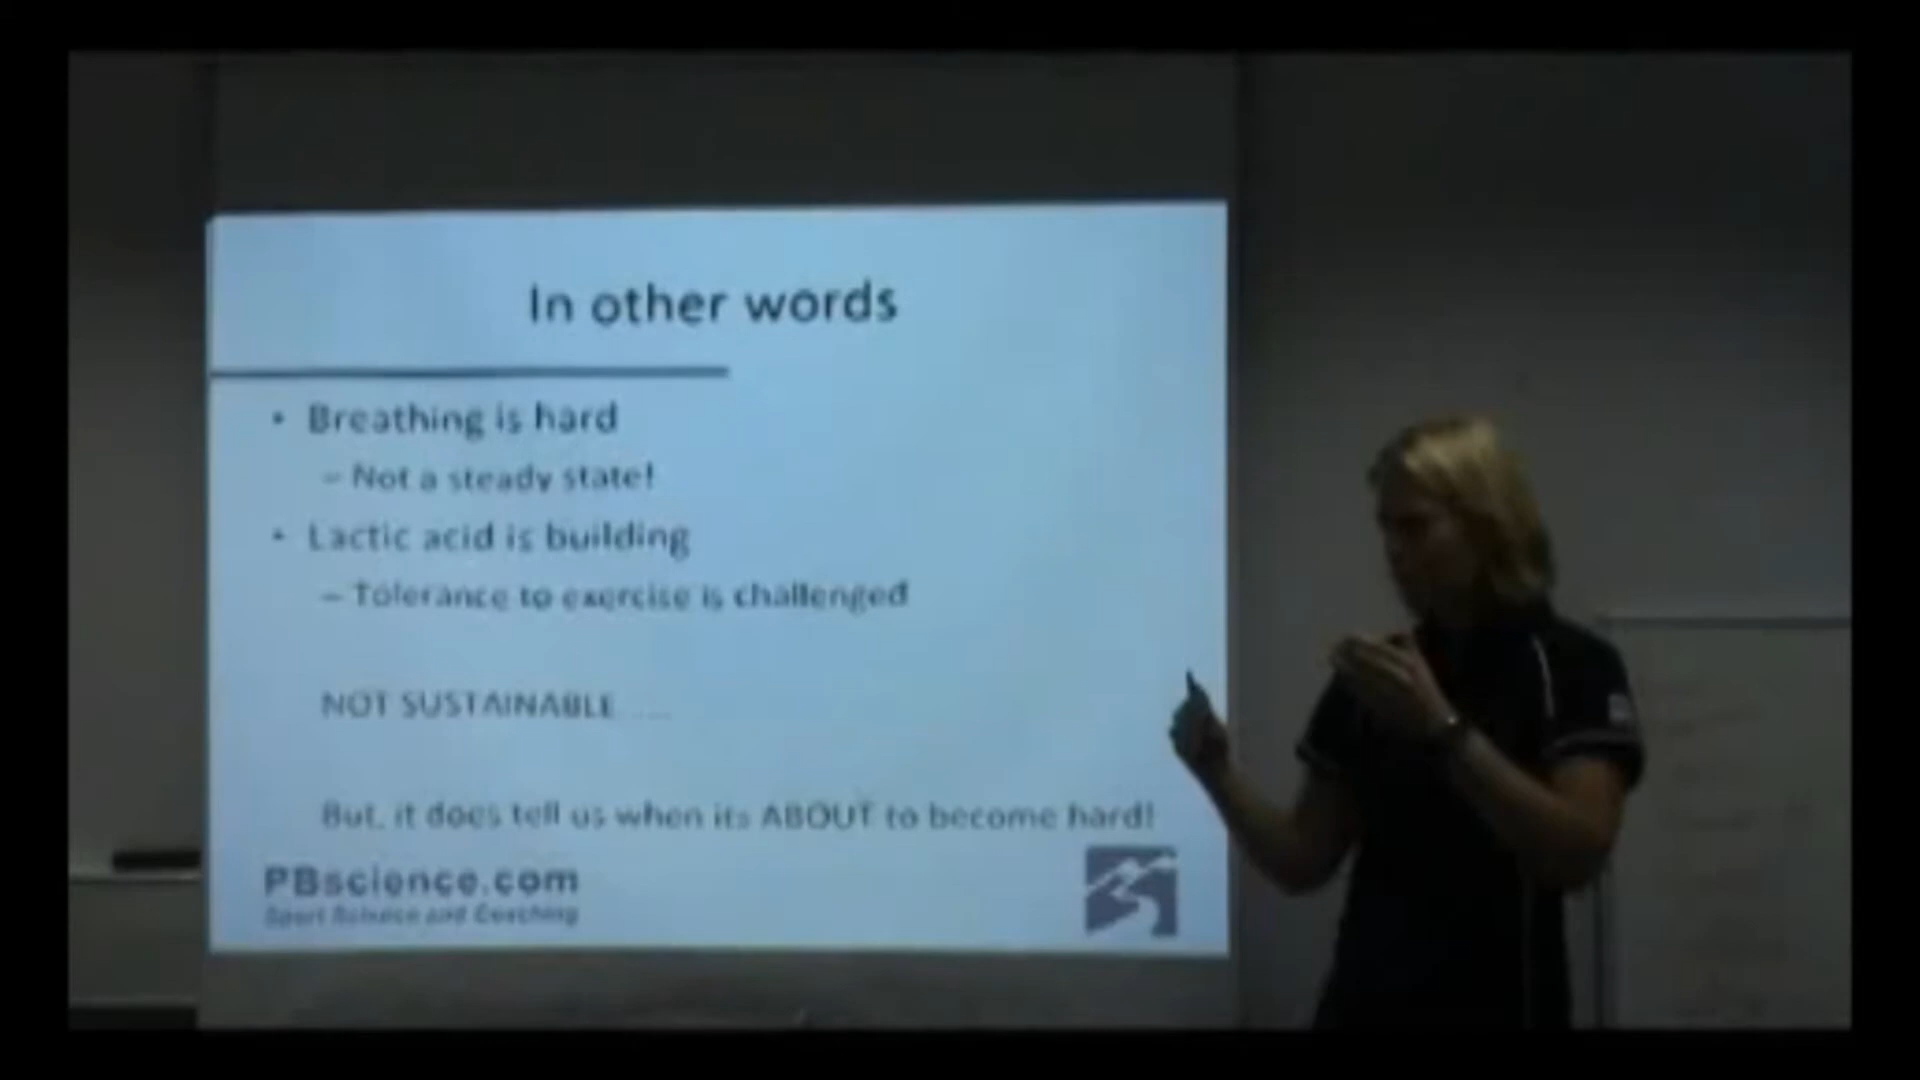 In other words
• Breathing is hard
– Not a steady state!
• Lactic acid is building
– Tolerance to exercise is challenged
NOT SUSTAINABLE.....
But, it does tell us when its ABOUT to become hard!
PBscience.com
Sport Science and Coaching